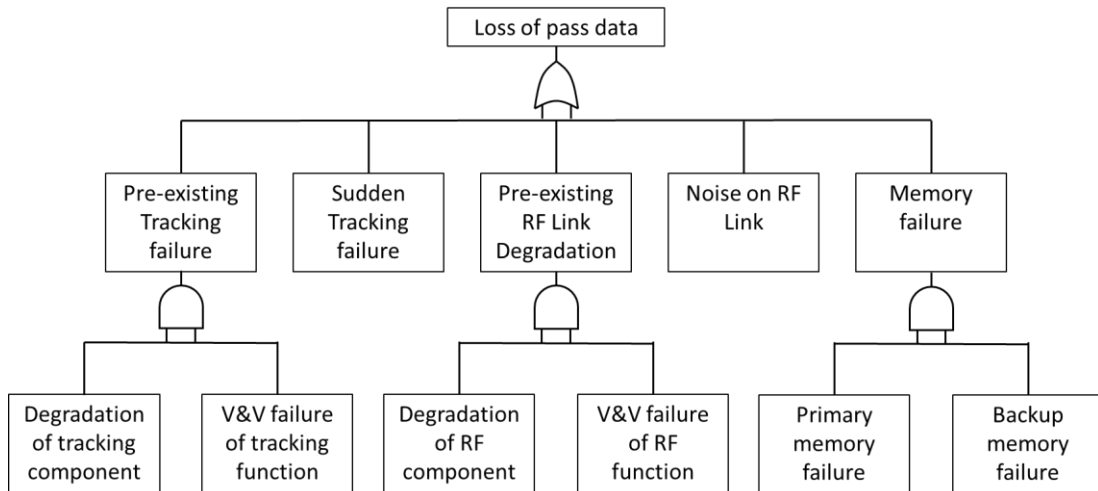 Loss of pass data
Pre-existing
Tracking
failure
Sudden
Tracking
failure
Pre-existing
RF Link
Degradation
Noise on RF
Link
Memory
failure
Degradation
of tracking
component
V&V failure
of tracking
function
Degradation
of RF
component
V&V failure
of RF
function
Primary
memory
failure
Backup
memory
failure